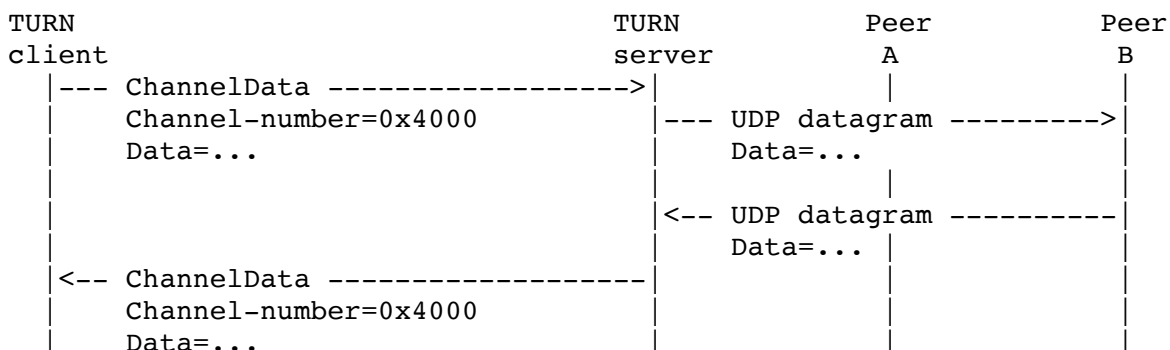 TURN                                        TURN            Peer            Peer
client                                      server           A               B
|--- ChannelData ------------------>|               |               |
|    Channel-number=0x4000          |--- UDP datagram --------->|
|    Data=...                       |    Data=...               |
|                                   |               |               |
|                                   |<-- UDP datagram ----------|
|                                   |    Data=...   |           |
|<-- ChannelData -------------------|               |               |
|    Channel-number=0x4000          |               |               |
|    Data=...                       |               |               |